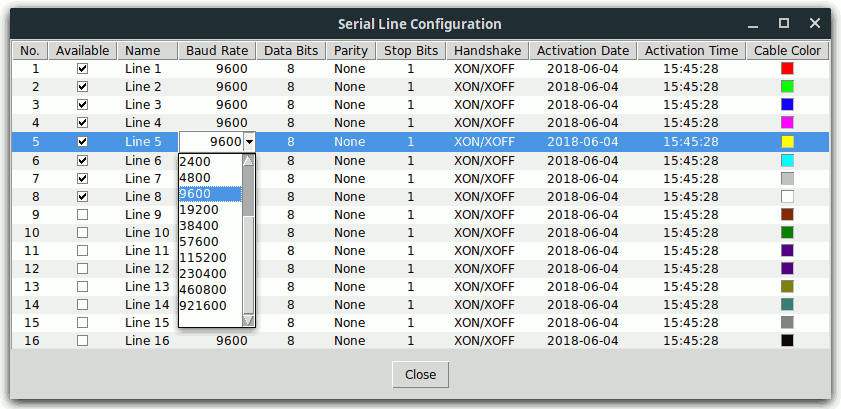 Serial Line Configuration
No. Available Name Baud Rate Data Bits Parity Stop Bits Handshake Activation Date Activation Time Cable Color
1 Line 1 9600 8 None 1 XON/XOFF 2018-06-04 15:45:28
2 Line 2 9600 8 None 1 XON/XOFF 2018-06-04 15:45:28
3 Line 3 9600 8 None 1 XON/XOFF 2018-06-04 15:45:28
4 Line 4 9600 8 None 1 XON/XOFF 2018-06-04 15:45:28
5 Line 5 9600 8 None 1 XON/XOFF 2018-06-04 15:45:28
6 Line 6 2400 8 None 1 XON/XOFF 2018-06-04 15:45:28
7 Line 7 4800 8 None 1 XON/XOFF 2018-06-04 15:45:28
8 Line 8 9600 8 None 1 XON/XOFF 2018-06-04 15:45:28
9 Line 9 19200 8 None 1 XON/XOFF 2018-06-04 15:45:28
10 Line 10 38400 8 None 1 XON/XOFF 2018-06-04 15:45:28
11 Line 11 57600 8 None 1 XON/XOFF 2018-06-04 15:45:28
12 Line 12 115200 8 None 1 XON/XOFF 2018-06-04 15:45:28
230400
13 Line 13 460800 8 None 1 XON/XOFF 2018-06-04 15:45:28
14 Line 14 921600 8 None 1 XON/XOFF 2018-06-04 15:45:28
15 Line 15 8 None 1 XON/XOFF 2018-06-04 15:45:28
16 Line 16 9600 8 None 1 XON/XOFF 2018-06-04 15:45:28
Close